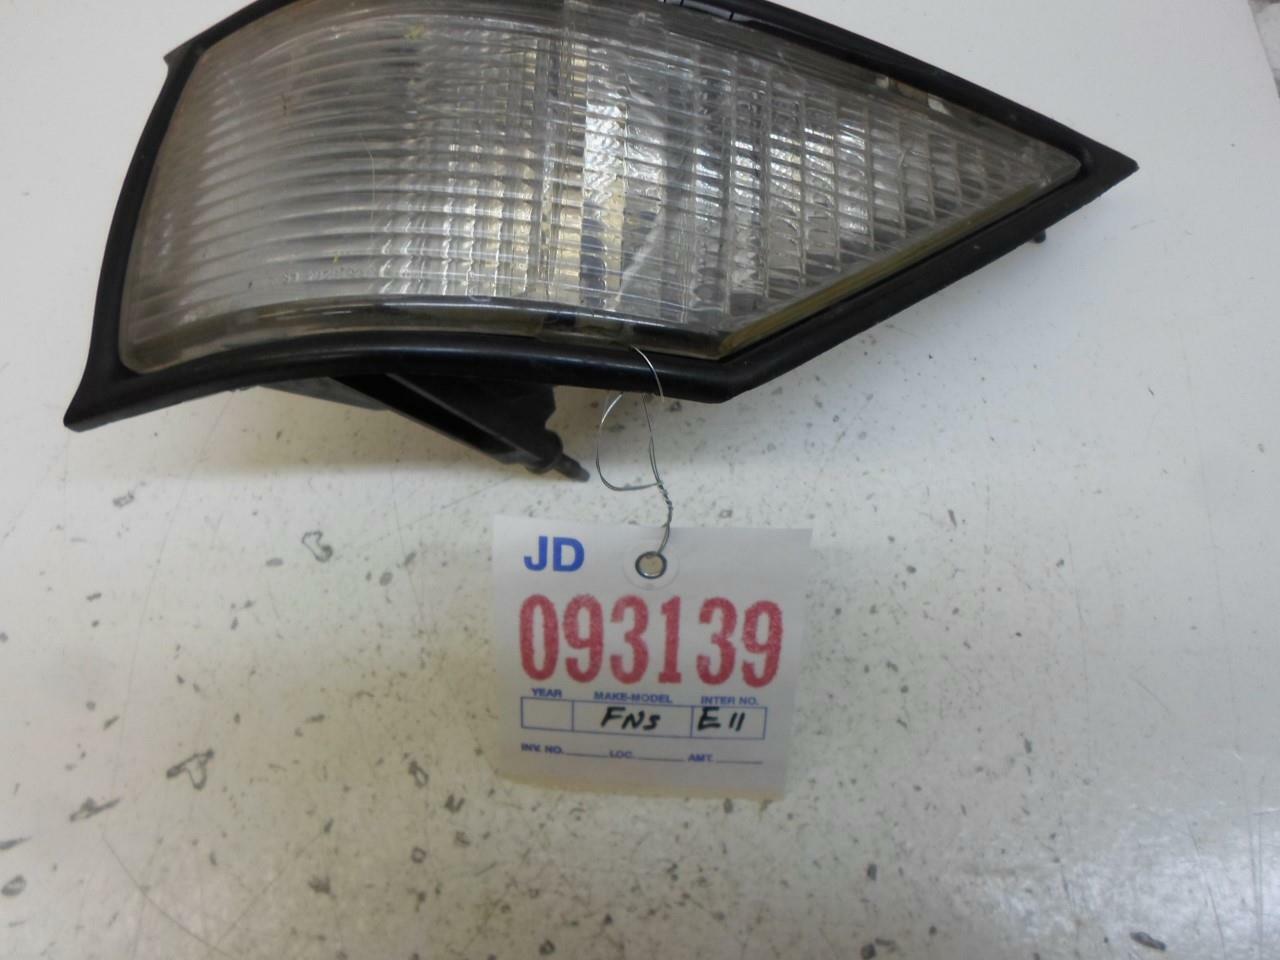 JD
093139
YEAR MAKE-MODEL INTER NO.
FNS E11
INV. NO. LOC. AMT.